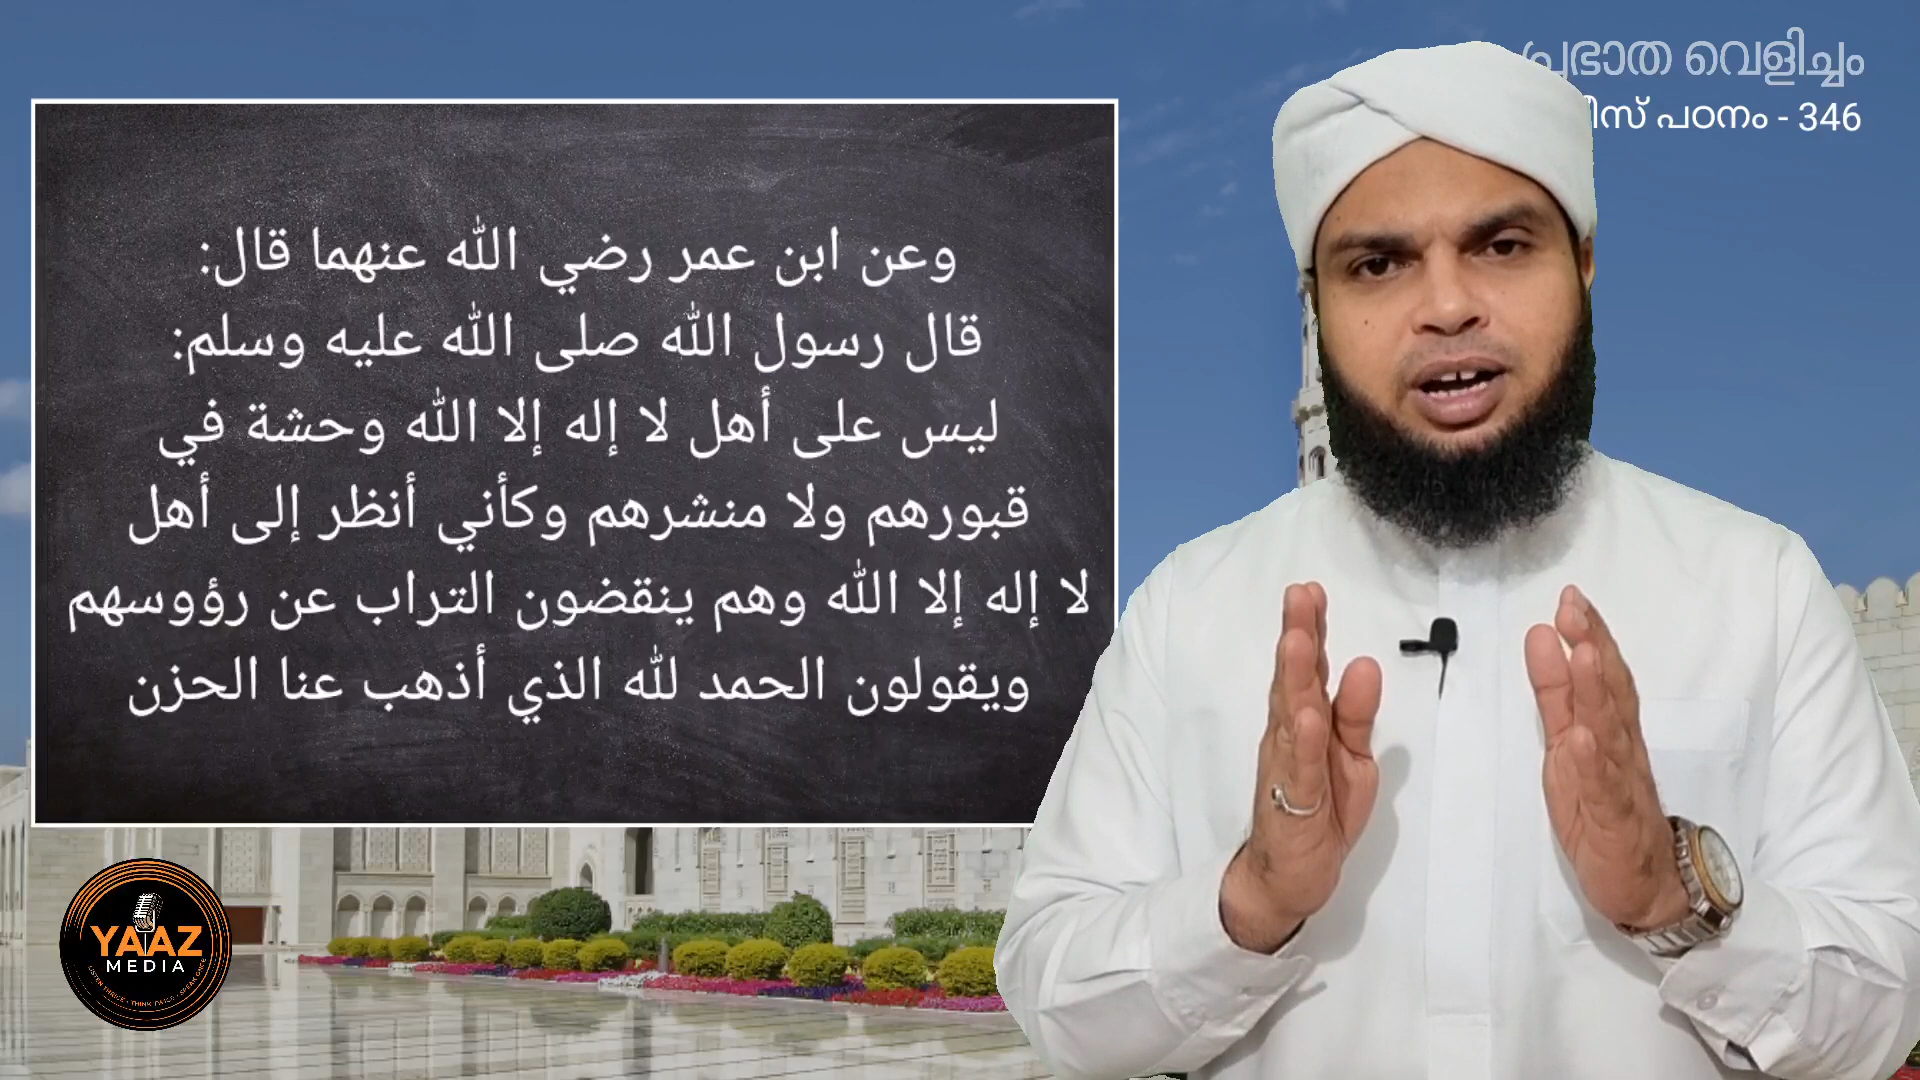 പ്രഭാത വെളിച്ചം
പഠനം - 346
وعن ابن عمر رضي الله عنهما قال:
قال رسول الله صلى الله عليه وسلم:
ليس على أهل لا إله إلا الله وحشة في
قبورهم ولا منشرهم وكأني أنظر إلى أهل
لا إله إلا الله وهم ينقضون التراب عن رؤوسهم
ويقولون الحمد لله الذي أذهب عنا الحزن
YAAZ
MEDIA